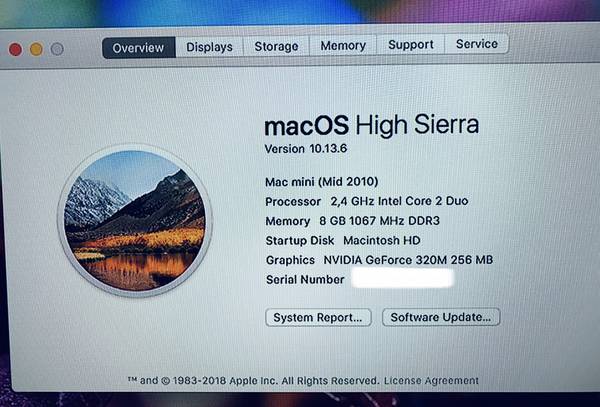 Overview Displays Storage Memory Support Service
macOS High Sierra
Version 10.13.6
Mac mini (Mid 2010)
Processor 2,4 GHz Intel Core 2 Duo
Memory 8 GB 1067 MHz DDR3
Startup Disk Macintosh HD
Graphics NVIDIA GeForce 320M 256 MB
Serial Number
System Report... Software Update...
™ and © 1983-2018 Apple Inc. All Rights Reserved. License Agreement